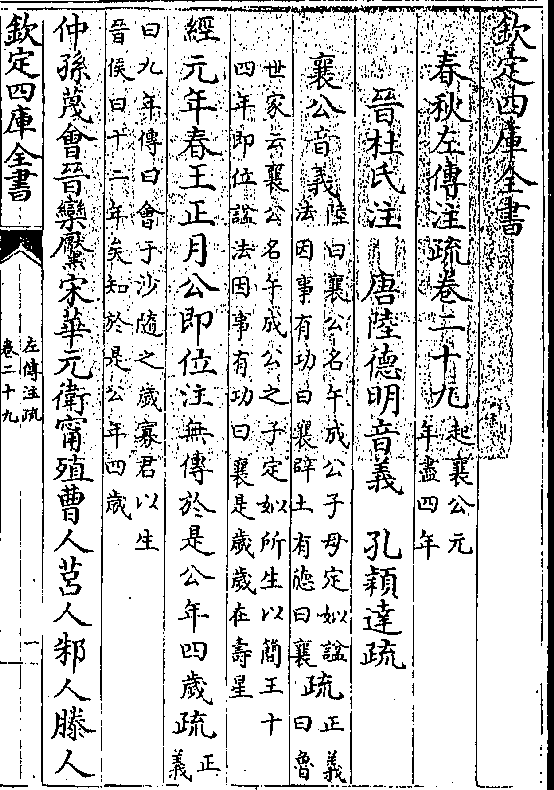 欽定四庫全書
春秋左傳注疏卷二十九
起襄公元
年盡四年
晉杜氏注 唐陸德明音義 孔穎達疏
襄公音義
陸曰襄公名午成公子母定姒諡
法因事有功曰襄辟土有德曰襄
疏
正義
曰魯
世家云襄公名午成公之子定姒所生以簡王十
四年即位諡法因事有功曰襄是歲歲在壽星
經元年春王正月公即位注無傳於是公年四歲疏
正
義
曰九年傳曰會于沙隨之歲寡君以生
晉侯曰十二年矣知於是公年四歲
仲孫蔑會晉欒黶宋華元衛甯殖曹人莒人邾人滕人
欽定四庫全書
左傳注疏
卷二十九
一